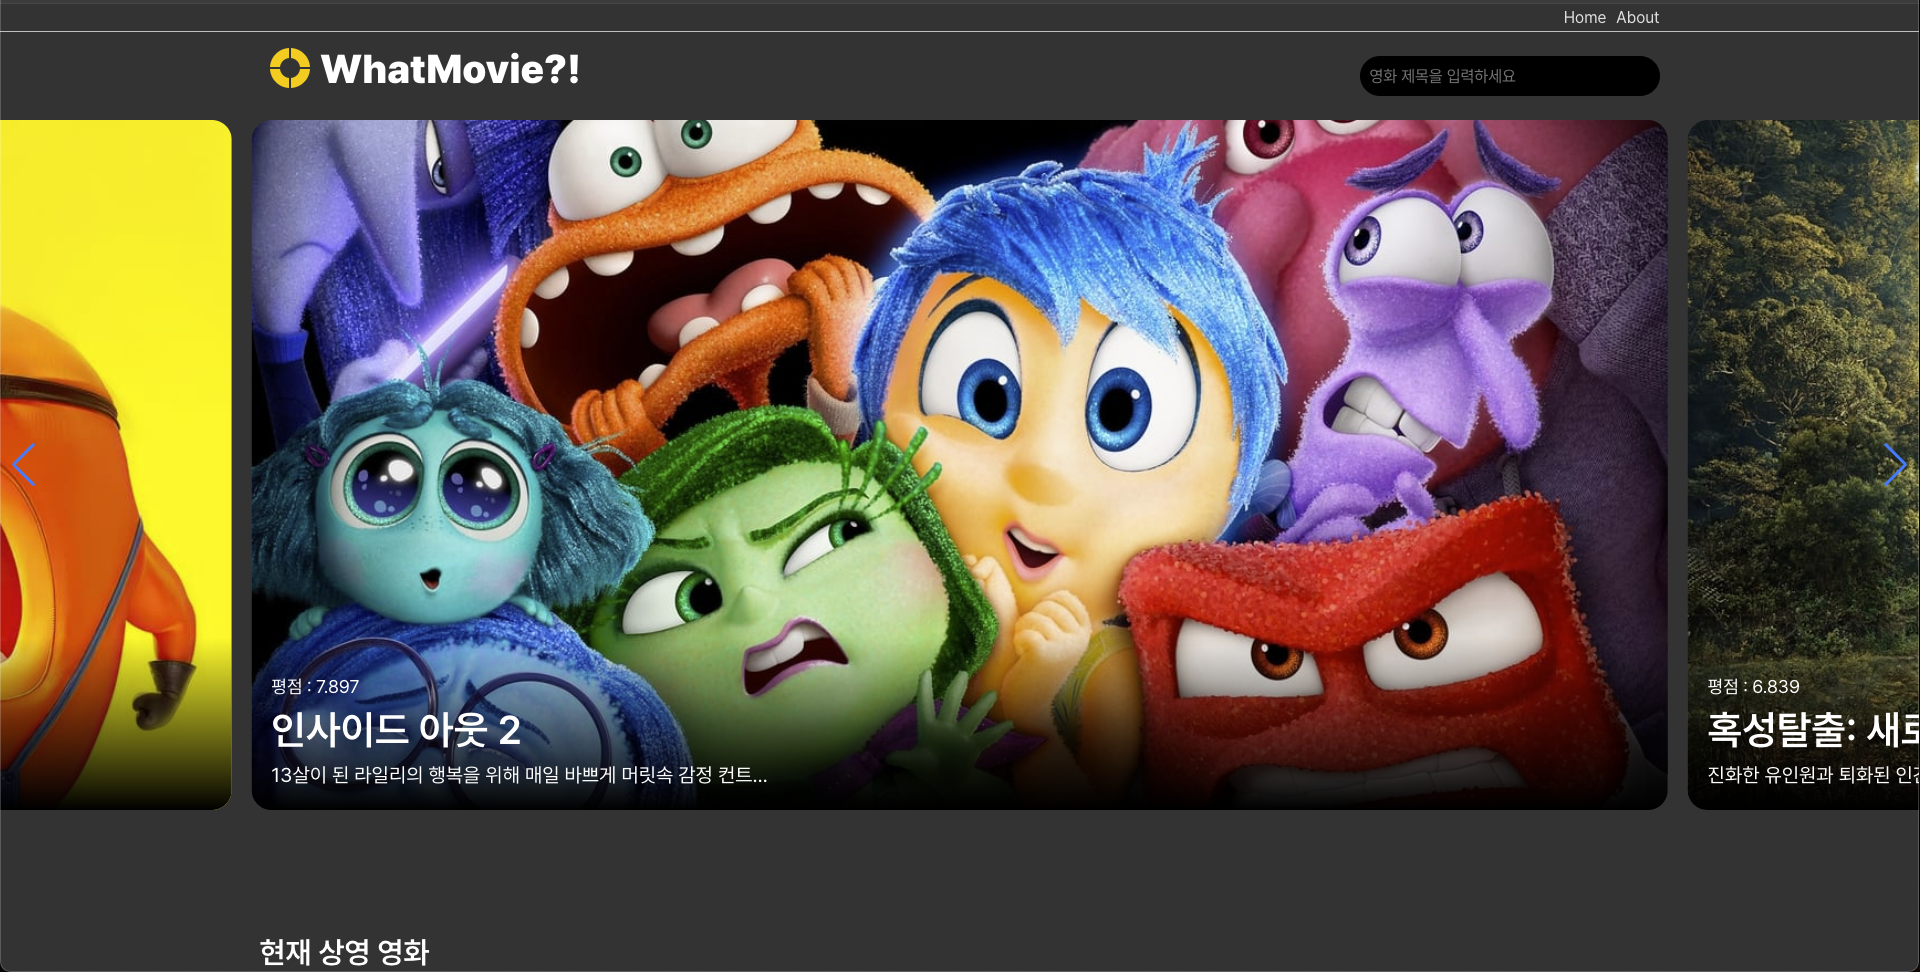 Home About
WhatMovie?!
영화 제목을 입력하세요
평점 : 7.897
인사이드 아웃 2
13살이 된 라일리의 행복을 위해 매일 바쁘게 머릿속 감정 컨트...
평점 : 6.839
혹성탈출: 새로
진화한 유인원과 퇴화된 인간
현재 상영 영화